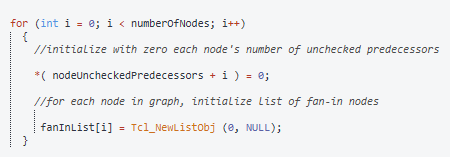 for (int i = 0; i < numberOfNodes; i++)
{
//initialize with zero each node's number of unchecked predecessors
*( nodeUncheckedPredecessors + i ) = 0;
//for each node in graph, initialize List of fan-in nodes
fanInList[i] = Tcl_NewListObj (0, NULL);
}